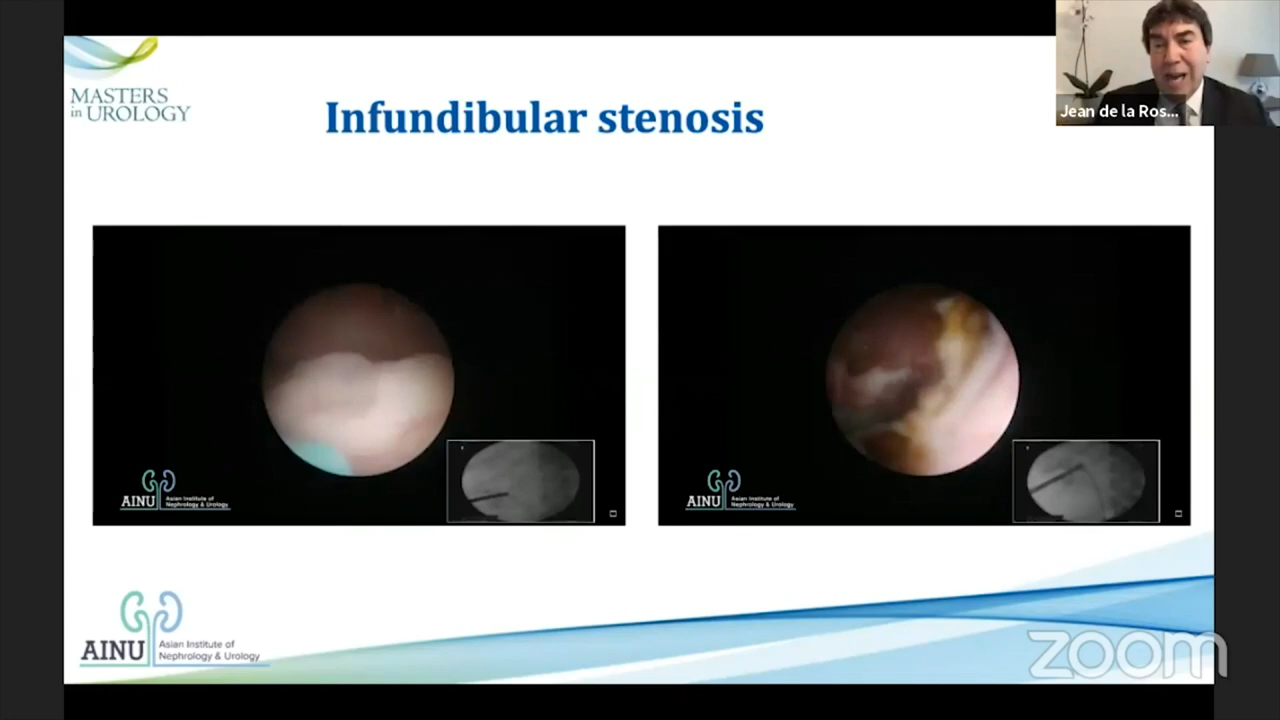 MASTERS
in UROLOGY
Infundibular stenosis
Jean de la Ros...
AINU
Asian Institute of
Nephrology & Urology
AINU
Asian Institute of
Nephrology & Urology
AINU
Asian Institute of
Nephrology & Urology
zoom